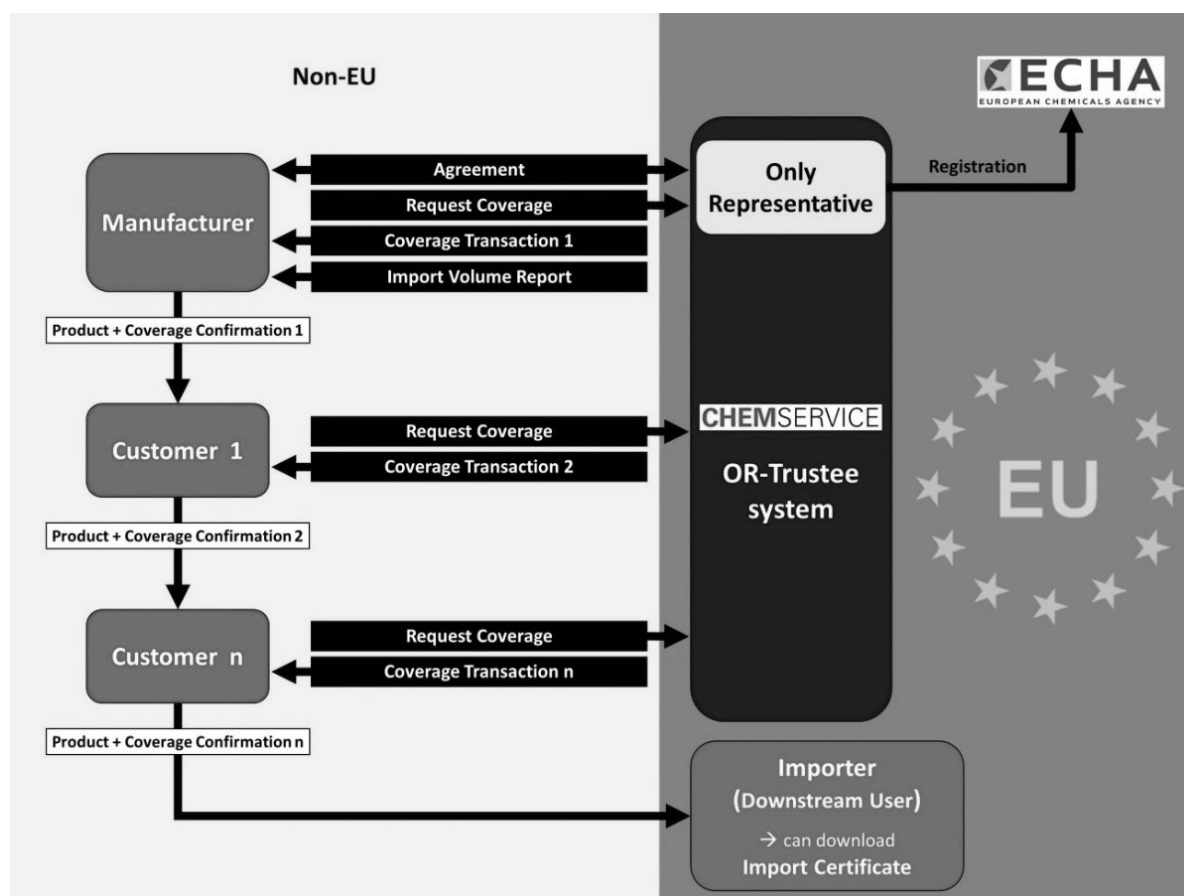 Non-EU
ECHA
EUROPEAN CHEMICALS AGENCY
Manufacturer
Agreement
Request Coverage
Coverage Transaction 1
Import Volume Report
Only
Representative
Registration
Product + Coverage Confirmation 1
Customer 1
Request Coverage
Coverage Transaction 2
CHEMSERVICE
OR-Trustee
system
EU
Product + Coverage Confirmation 2
Customer n
Request Coverage
Coverage Transaction n
Product + Coverage Confirmation n
Importer
(Downstream User)
→ can download
Import Certificate